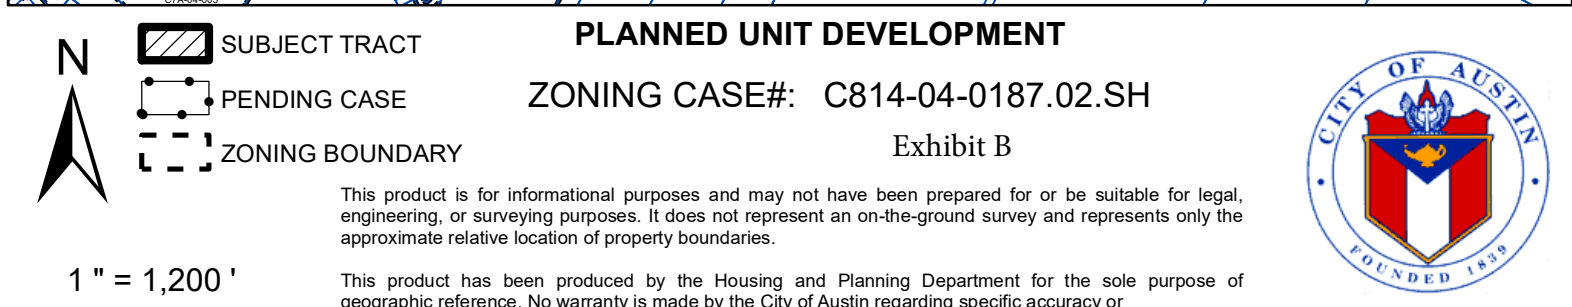 C7A-04-005
N
SUBJECT TRACT
PENDING CASE
ZONING BOUNDARY
1 " = 1,200 '
PLANNED UNIT DEVELOPMENT
ZONING CASE#: C814-04-0187.02.SH
Exhibit B
This product is for informational purposes and may not have been prepared for or be suitable for legal,
engineering, or surveying purposes. It does not represent an on-the-ground survey and represents only the
approximate relative location of property boundaries.
This product has been produced by the Housing and Planning Department for the sole purpose of
geographic reference. No warranty is made by the City of Austin regarding specific accuracy or
CITY OF AUSTIN
FOUNDED 1839